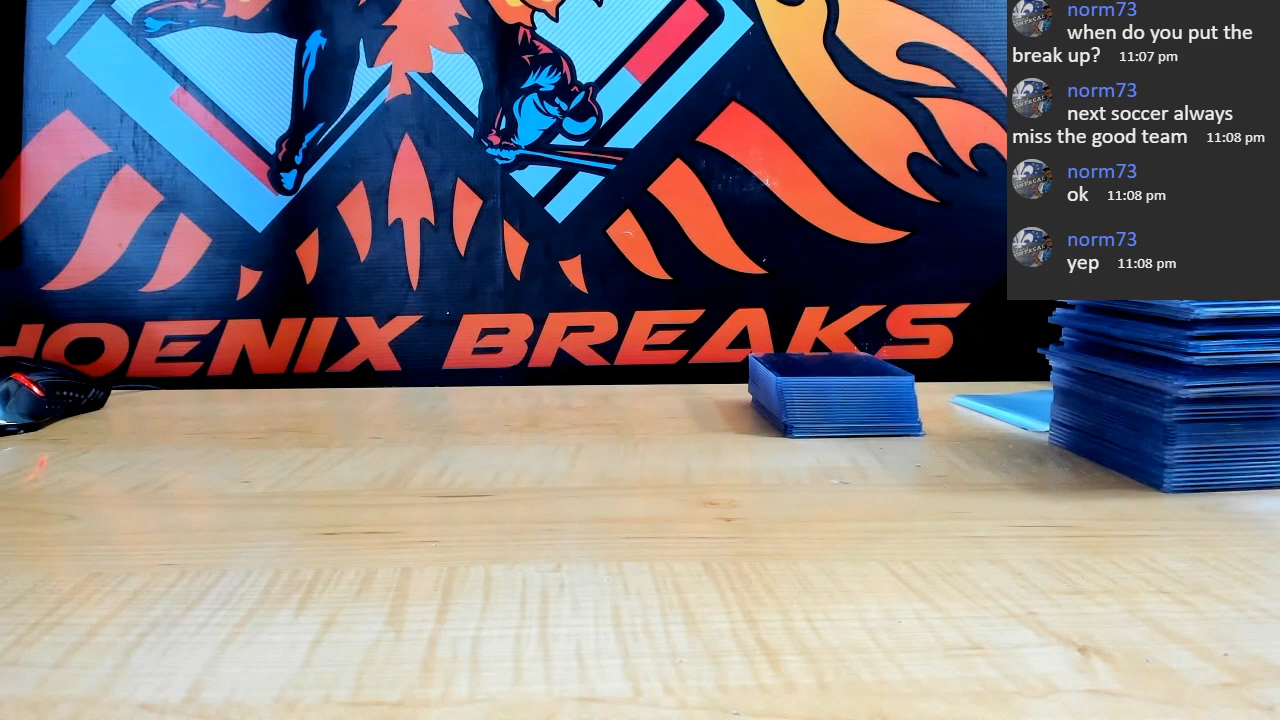 norm73
when do you put the
break up? 11:07 pm
norm73
next soccer always
miss the good team 11:08 pm
norm73
ok 11:08 pm
norm73
yep 11:08 pm
HOENIX BREAKS